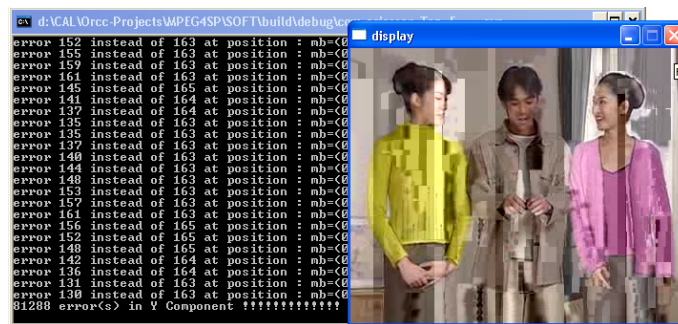 d:\CAL\Orcc-Projects\MPEG4SP\SOFT\build\debug\
display
error 152 instead of 163 at position : mb=<0
error 155 instead of 163 at position : mb=<0
error 159 instead of 163 at position : mb=<0
error 161 instead of 163 at position : mb=<0
error 145 instead of 165 at position : mb=<0
error 141 instead of 164 at position : mb=<0
error 137 instead of 164 at position : mb=<0
error 135 instead of 163 at position : mb=<0
error 135 instead of 163 at position : mb=<0
error 137 instead of 163 at position : mb=<0
error 140 instead of 163 at position : mb=<0
error 144 instead of 163 at position : mb=<0
error 148 instead of 163 at position : mb=<0
error 153 instead of 163 at position : mb=<0
error 157 instead of 163 at position : mb=<0
error 161 instead of 163 at position : mb=<0
error 156 instead of 165 at position : mb=<0
error 152 instead of 165 at position : mb=<0
error 148 instead of 165 at position : mb=<0
error 142 instead of 164 at position : mb=<0
error 136 instead of 164 at position : mb=<0
error 131 instead of 163 at position : mb=<0
error 130 instead of 163 at position : mb=<0
81288 error(s) in Y Component !!!!!!!!!!!!!